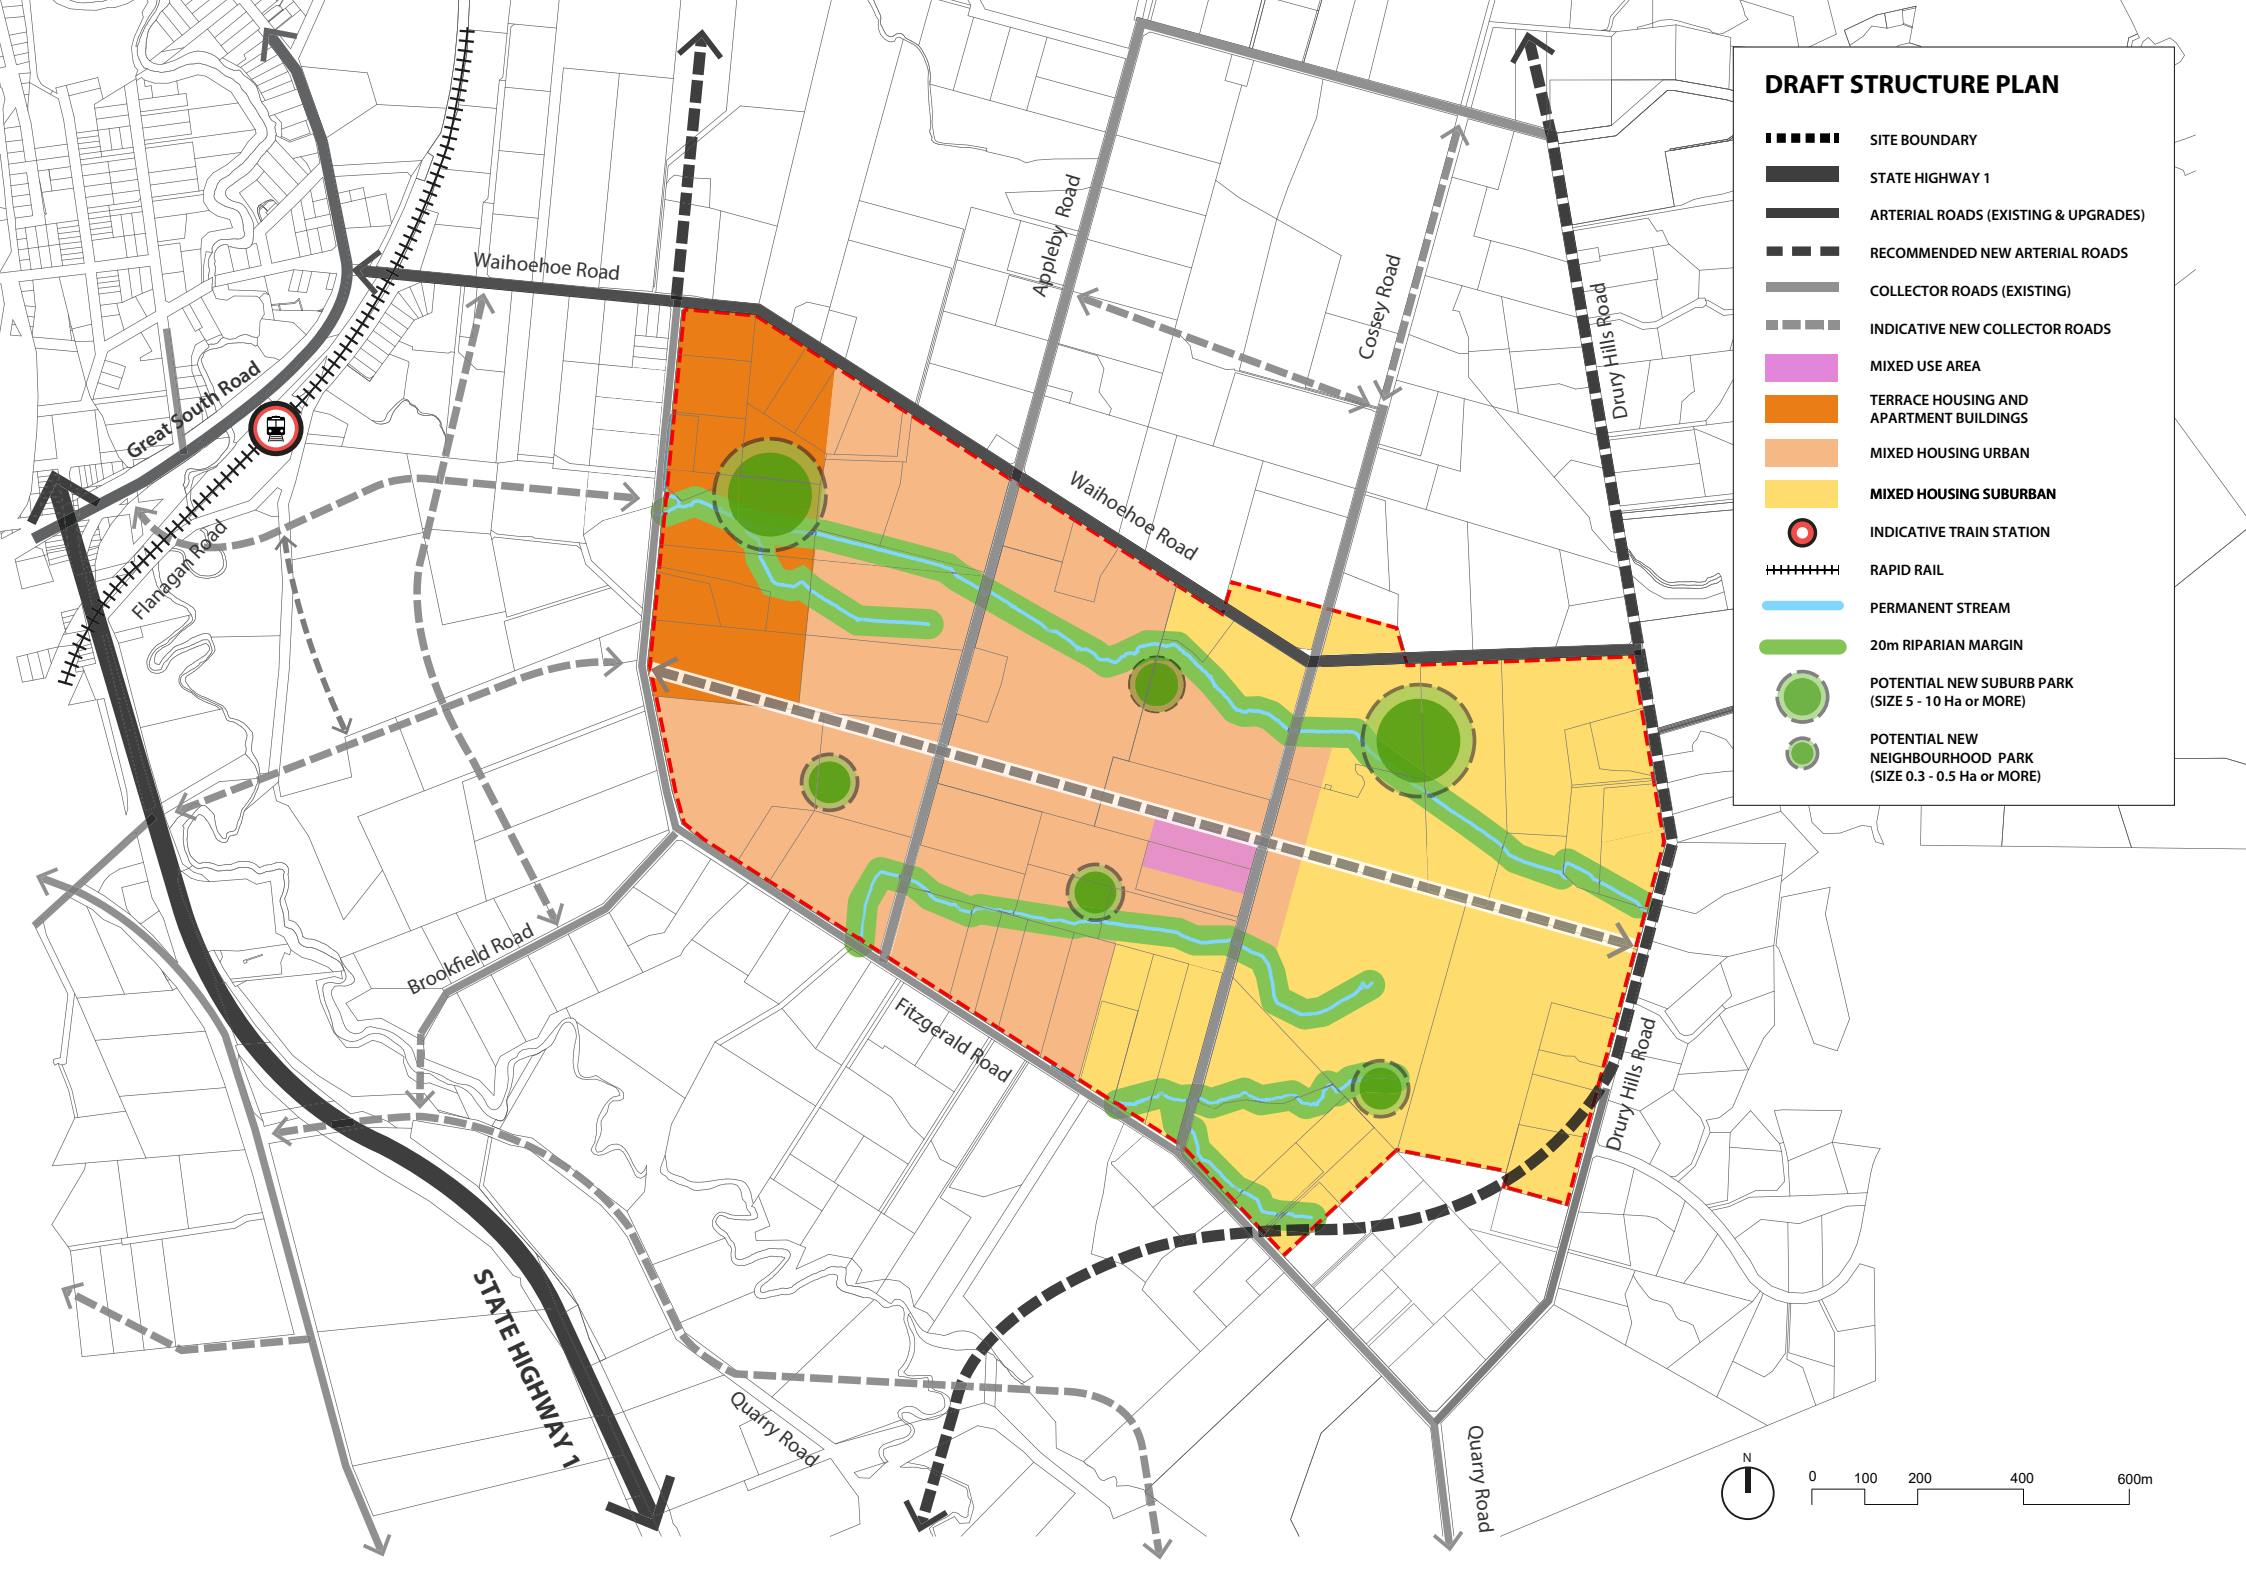 DRAFT STRUCTURE PLAN
SITE BOUNDARY
STATE HIGHWAY 1
ARTERIAL ROADS (EXISTING & UPGRADES)
RECOMMENDED NEW ARTERIAL ROADS
COLLECTOR ROADS (EXISTING)
INDICATIVE NEW COLLECTOR ROADS
MIXED USE AREA
TERRACE HOUSING AND
APARTMENT BUILDINGS
MIXED HOUSING URBAN
MIXED HOUSING SUBURBAN
INDICATIVE TRAIN STATION
RAPID RAIL
PERMANENT STREAM
20m RIPARIAN MARGIN
POTENTIAL NEW SUBURB PARK
(SIZE 5 - 10 Ha or MORE)
POTENTIAL NEW
NEIGHBOURHOOD PARK
(SIZE 0.3 - 0.5 Ha or MORE)
Waihoehoe Road
Appleby Road
Cossey Road
Drury Hills Road
Great South Road
Flanagan Road
Waihoehoe Road
Brookfield Road
Fitzgerald Road
Drury Hills Road
STATE HIGHWAY 1
Quarry Road
Quarry Road
N
0 100 200 400 600m